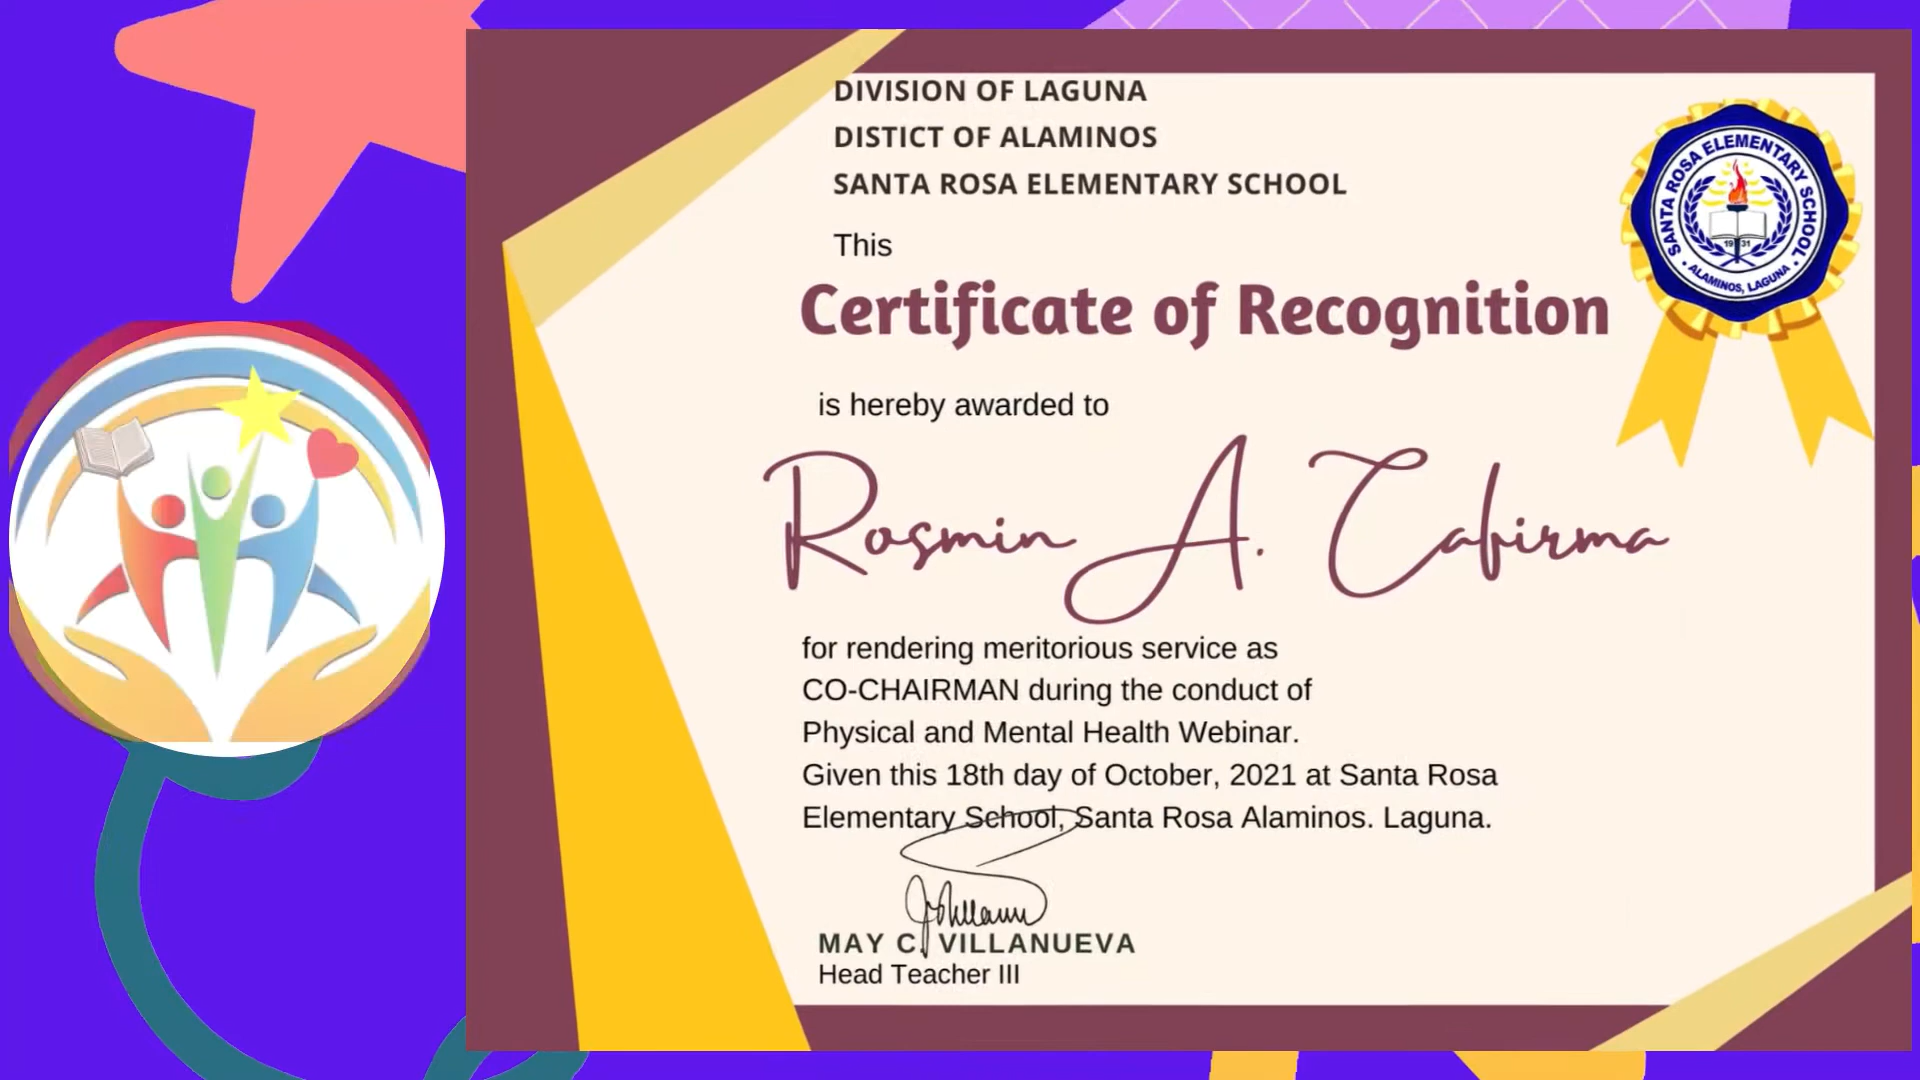 DIVISION OF LAGUNA
DISTICT OF ALAMINOS
SANTA ROSA ELEMENTARY SCHOOL
This
Certificate of Recognition
is hereby awarded to
Rosmin A. Cabirma
for rendering meritorious service as
CO-CHAIRMAN during the conduct of
Physical and Mental Health Webinar.
Given this 18th day of October, 2021 at Santa Rosa
Elementary School, Santa Rosa Alaminos. Laguna.
MAY C. VILLANUEVA
Head Teacher III
SANTA ROSA ELEMENTARY SCHOOL
1931
ALAMINOS, LAGUNA